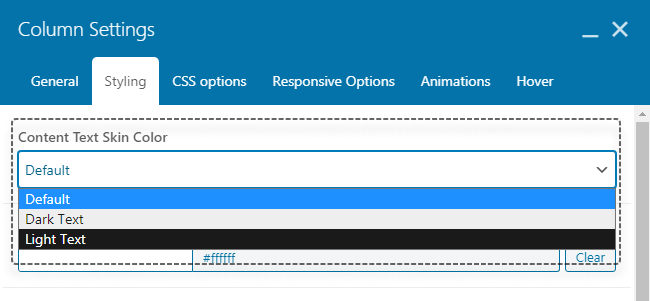 Column Settings
General Styling CSS options Responsive Options Animations Hover
Content Text Skin Color
Default
Default
Dark Text
Light Text
#ffffff Clear